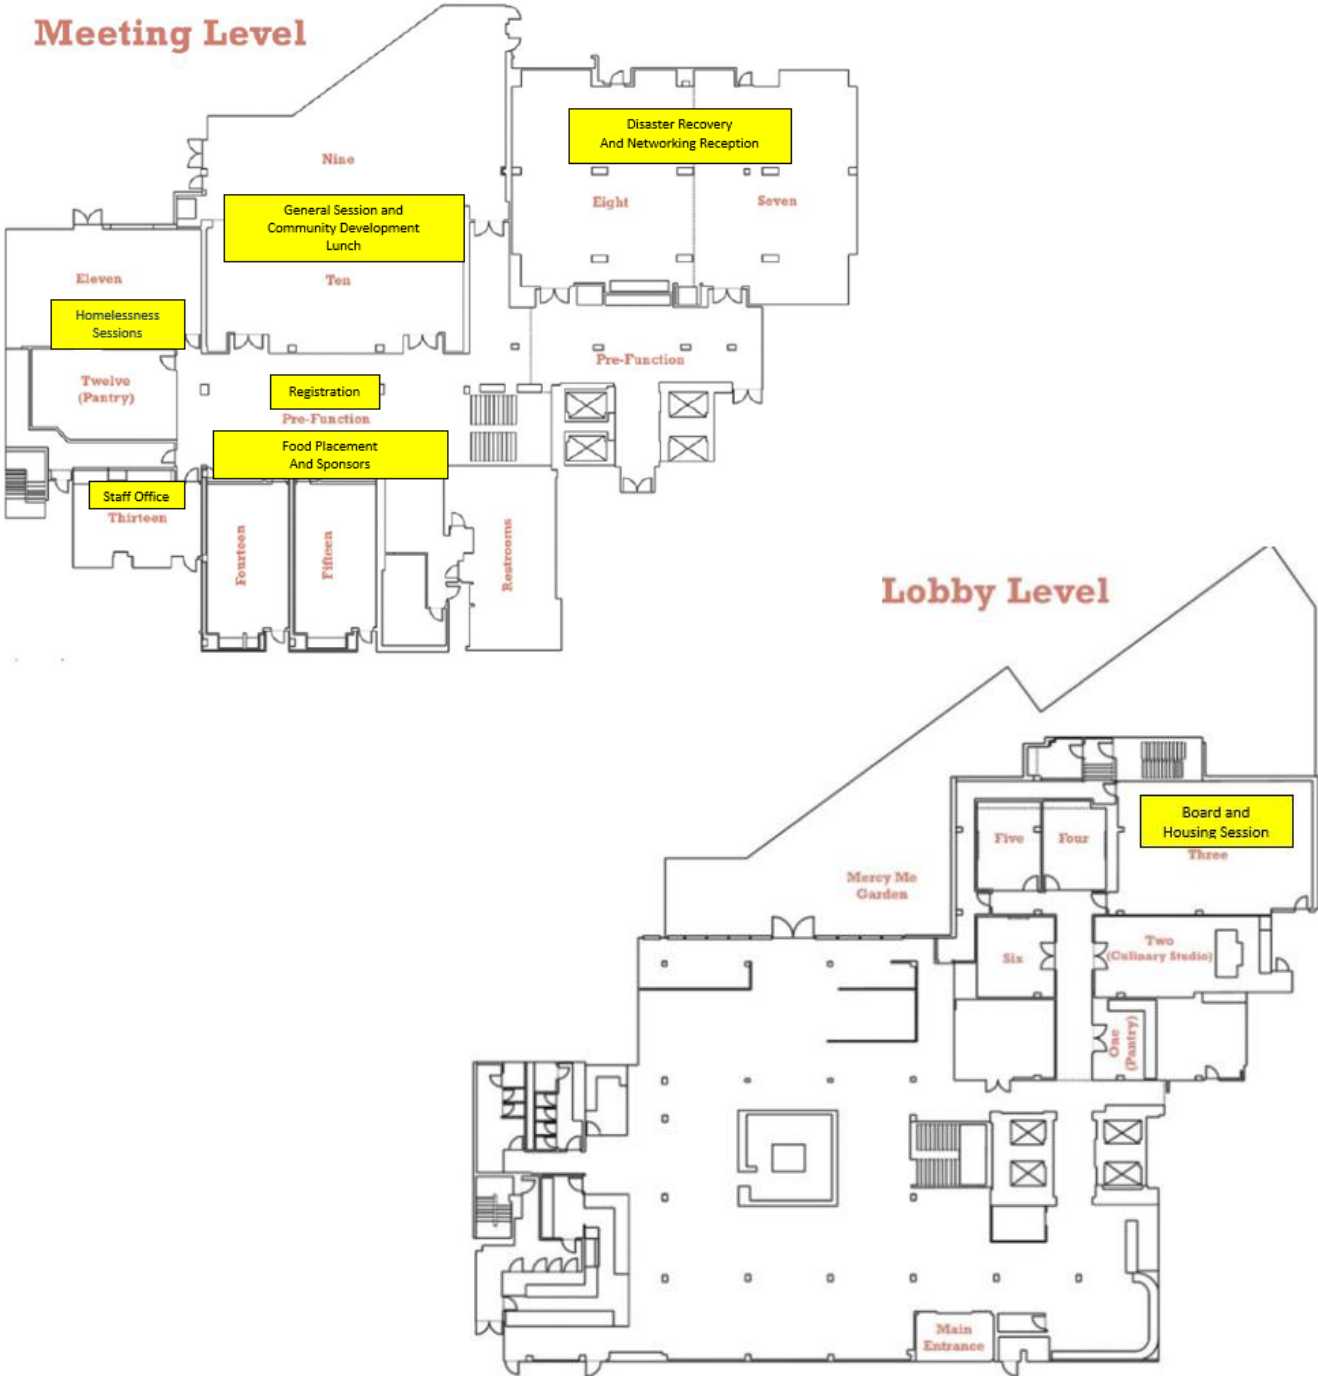 Meeting Level
Disaster Recovery
And Networking Reception
Nine
Eight
Seven
General Session and
Community Development
Lunch
Ten
Eleven
Homelessness
Sessions
Pre-Function
Twelve
(Pantry)
Registration
Pre-Function
Food Placement
And Sponsors
Staff Office
Thirteen
Fourteen
Fifteen
Restrooms
Lobby Level
Board and
Housing Session
Three
Five
Four
Mercy Me
Garden
Six
Two
(Culinary Studio)
One
(Pantry)
Main
Entrance